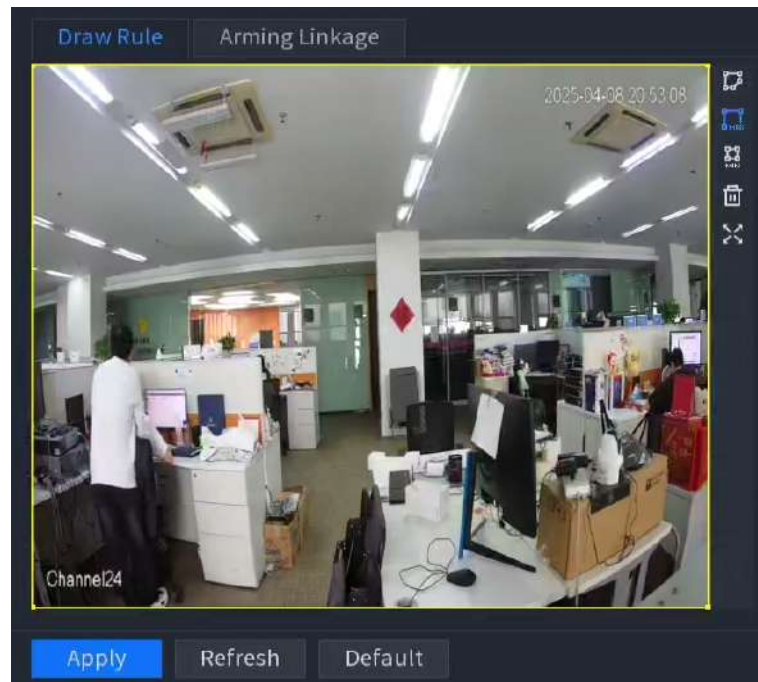 Draw Rule
Arming Linkage
2025-04-08 20:53:08
Channel24
Apply
Refresh
Default